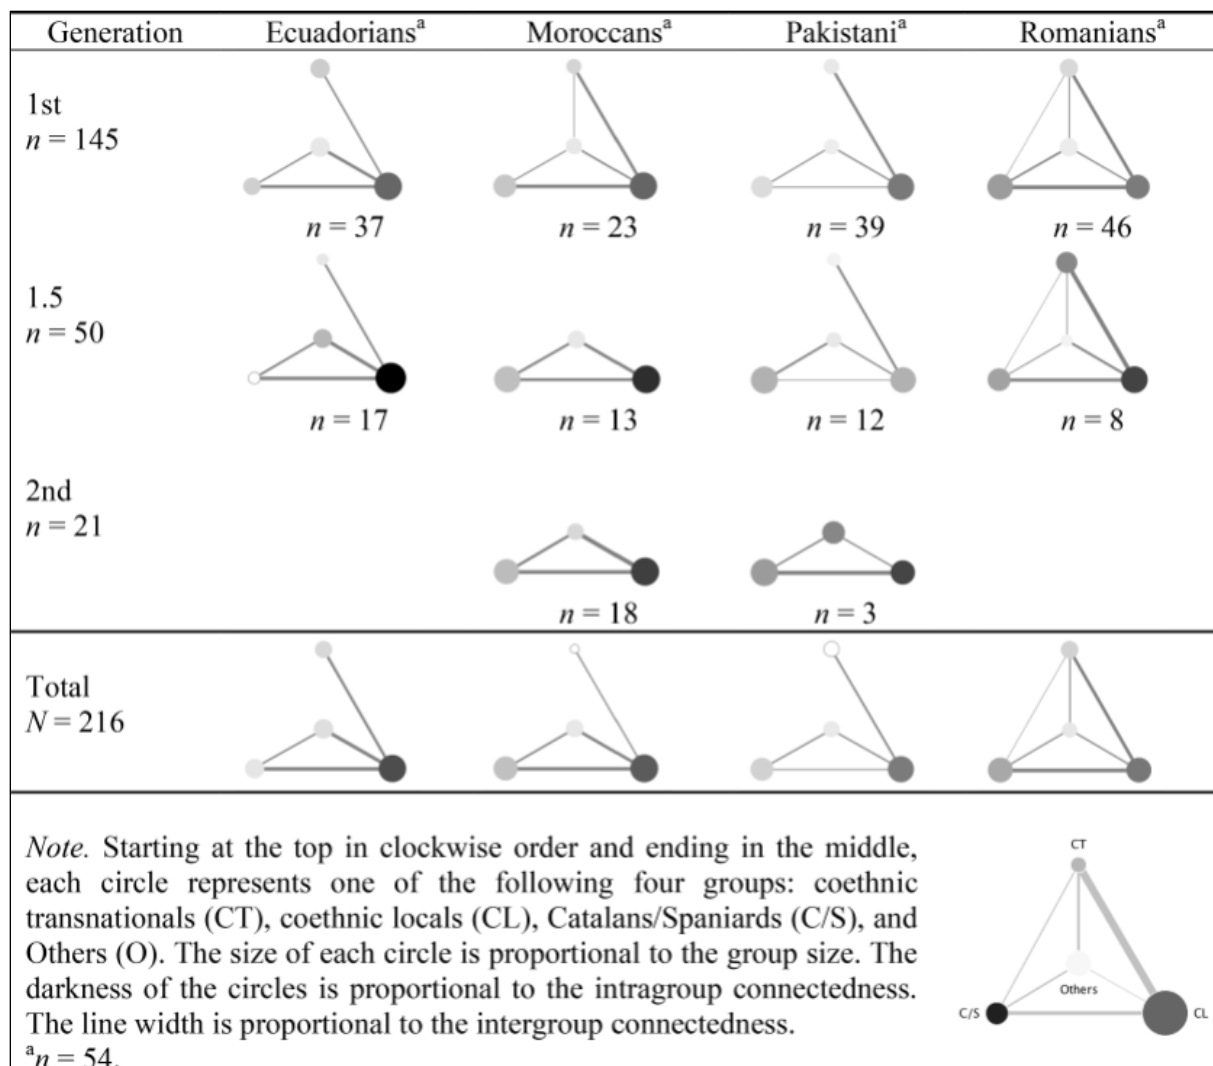 Generation Ecuadoriansᵃ Moroccansᵃ Pakistaniᵃ Romaniansᵃ
1st
n = 145
n = 37 n = 23 n = 39 n = 46
1.5
n = 50
n = 17 n = 13 n = 12 n = 8
2nd
n = 21
n = 18 n = 3
Total
N = 216
Note. Starting at the top in clockwise order and ending in the middle,
each circle represents one of the following four groups: coethnic
transnationals (CT), coethnic locals (CL), Catalans/Spaniards (C/S), and
Others (O). The size of each circle is proportional to the group size. The
darkness of the circles is proportional to the intragroup connectedness.
The line width is proportional to the intergroup connectedness.
ᵃn = 54.
CT
Others
C/S CL